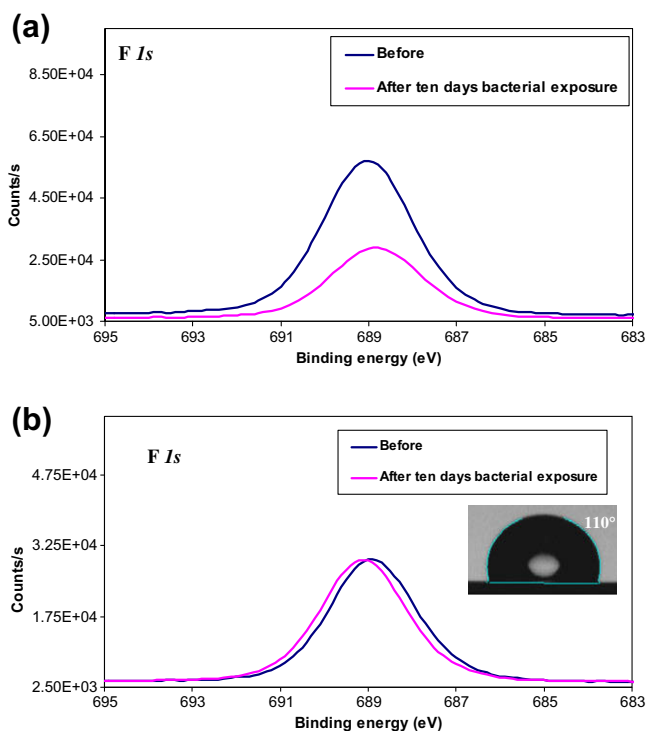 (a)
F 1s
Before
After ten days bacterial exposure
8.50E+04
6.50E+04
4.50E+04
2.50E+04
5.00E+03
Counts/s
695 693 691 689 687 685 683
Binding energy (eV)
(b)
F 1s
Before
After ten days bacterial exposure
110°
4.75E+04
3.25E+04
1.75E+04
2.50E+03
Counts/s
695 693 691 689 687 685 683
Binding energy (eV)